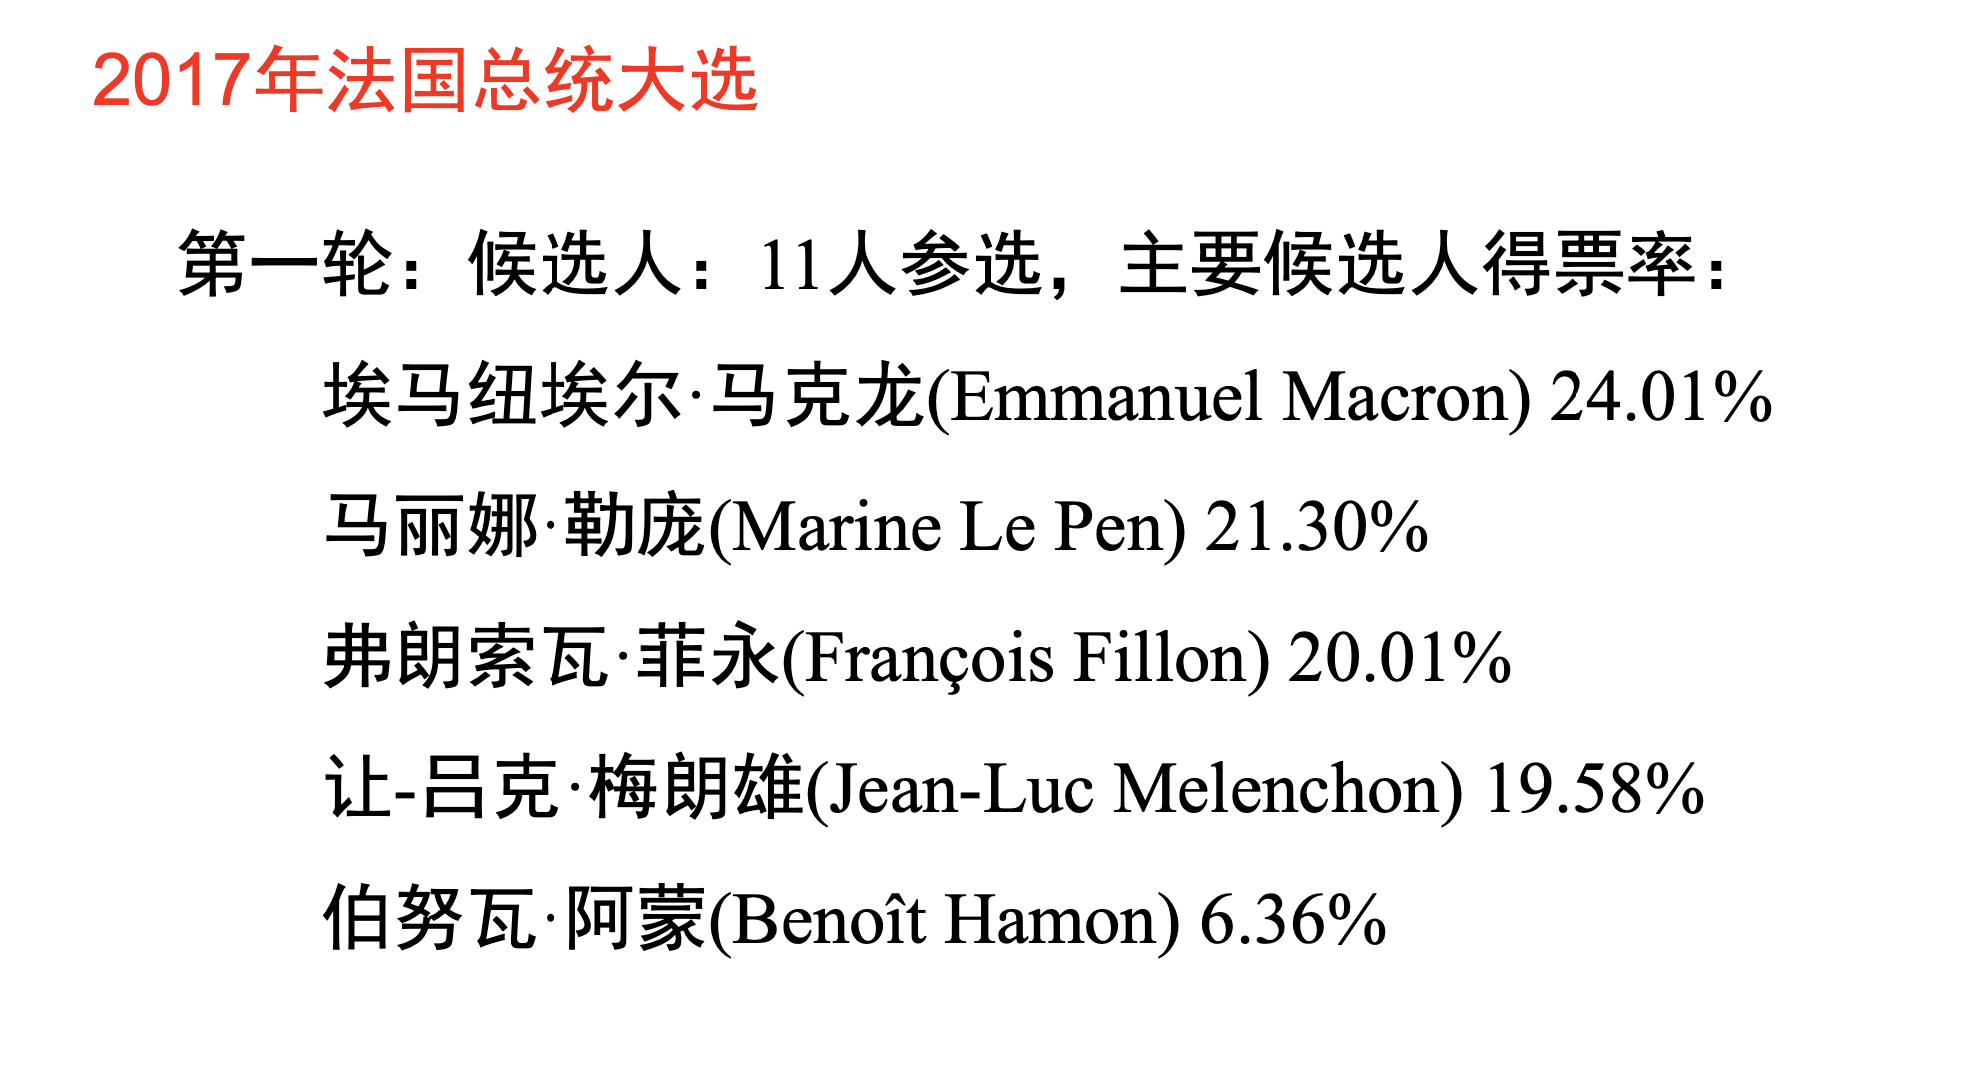 2017年法国总统大选
第一轮：候选人：11人参选，主要候选人得票率：
埃马纽埃尔·马克龙(Emmanuel Macron) 24.01%
马丽娜·勒庞(Marine Le Pen) 21.30%
弗朗索瓦·菲永(François Fillon) 20.01%
让-吕克·梅朗雄(Jean-Luc Melenchon) 19.58%
伯努瓦·阿蒙(Benoît Hamon) 6.36%